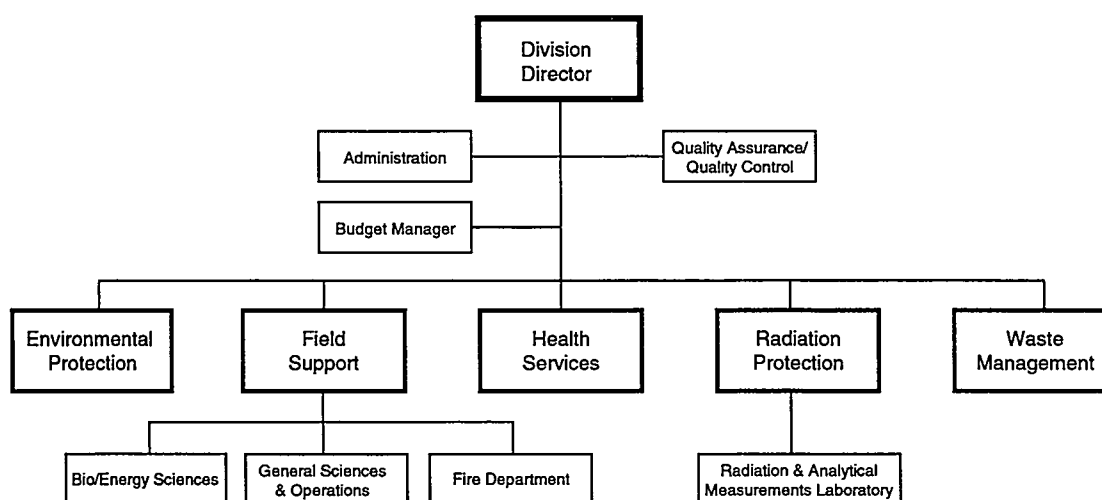 Division
Director
Administration
Quality Assurance/
Quality Control
Budget Manager
Environmental
Protection
Field
Support
Health
Services
Radiation
Protection
Waste
Management
Bio/Energy Sciences
General Sciences
& Operations
Fire Department
Radiation & Analytical
Measurements Laboratory